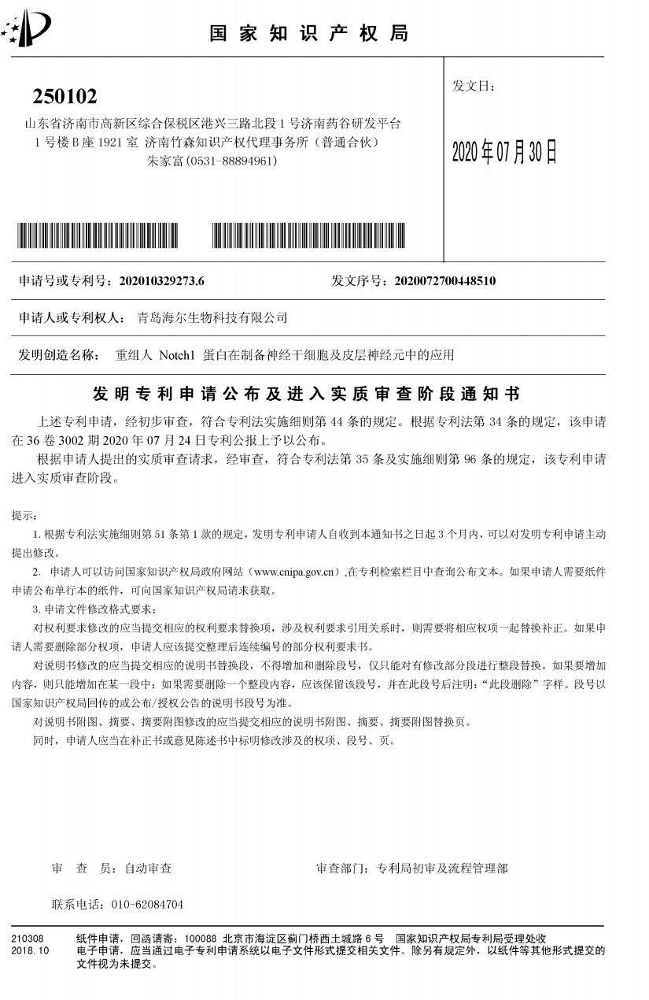 国家知识产权局
250102
山东省济南市高新区综合保税区港兴三路北段 1 号济南药谷研发平台
1 号楼 B 座 1921 室 济南竹森知识产权代理事务所（普通合伙）
朱家富(0531-88894961)
发文日：
2020 年 07 月 30 日
申请号或专利号：202010329273.6
发文序号：2020072700448510
申请人或专利权人： 青岛海尔生物科技有限公司
发明创造名称： 重组人 Notch1 蛋白在制备神经干细胞及皮层神经元中的应用
发明专利申请公布及进入实质审查阶段通知书
上述专利申请，经初步审查，符合专利法实施细则第 44 条的规定。根据专利法第 34 条的规定，该申请
在 36 卷 3002 期 2020 年 07 月 24 日专利公报上予以公布。
根据申请人提出的实质审查请求，经审查，符合专利法第 35 条及实施细则第 96 条的规定，该专利申请
进入实质审查阶段。
提示：
1.根据专利法实施细则第 51 条第 1 款的规定，发明专利申请人自收到本通知书之日起 3 个月内，可以对发明专利申请主动
提出修改。
2. 申请人可以访问国家知识产权局政府网站（www.cnipa.gov.cn）,在专利检索栏目中查询公布文本。如果申请人需要纸件
申请公布单行本的纸件，可向国家知识产权局请求获取。
3.申请文件修改格式要求：
对权利要求修改的应当提交相应的权利要求替换项，涉及权利要求引用关系时，则需要将相应权项一起替换补正。如果申
请人需要删除部分权项，申请人应该提交整理后连续编号的部分权利要求书。
对说明书修改的应当提交相应的说明书替换段，不得增加和删除段号，仅只能对有修改部分段进行整段替换。如果要增加
内容，则只能增加在某一段中；如果需要删除一个整段内容，应该保留该段号，并在此段号后注明：“此段删除”字样。段号以
国家知识产权局回传的或公布/授权公告的说明书段号为准。
对说明书附图、摘要、摘要附图修改的应当提交相应的说明书附图、摘要、摘要附图替换页。
同时，申请人应当在补正书或意见陈述书中标明修改涉及的权项、段号、页。
审 查 员：自动审查
审查部门：专利局初审及流程管理部
联系电话：010-62084704
210308
2018.10
纸件申请，回函请寄：100088 北京市海淀区蓟门桥西土城路 6 号 国家知识产权局专利局受理处收
电子申请，应当通过电子专利申请系统以电子文件形式提交相关文件。除另有规定外，以纸件等其他形式提交的
文件视为未提交。